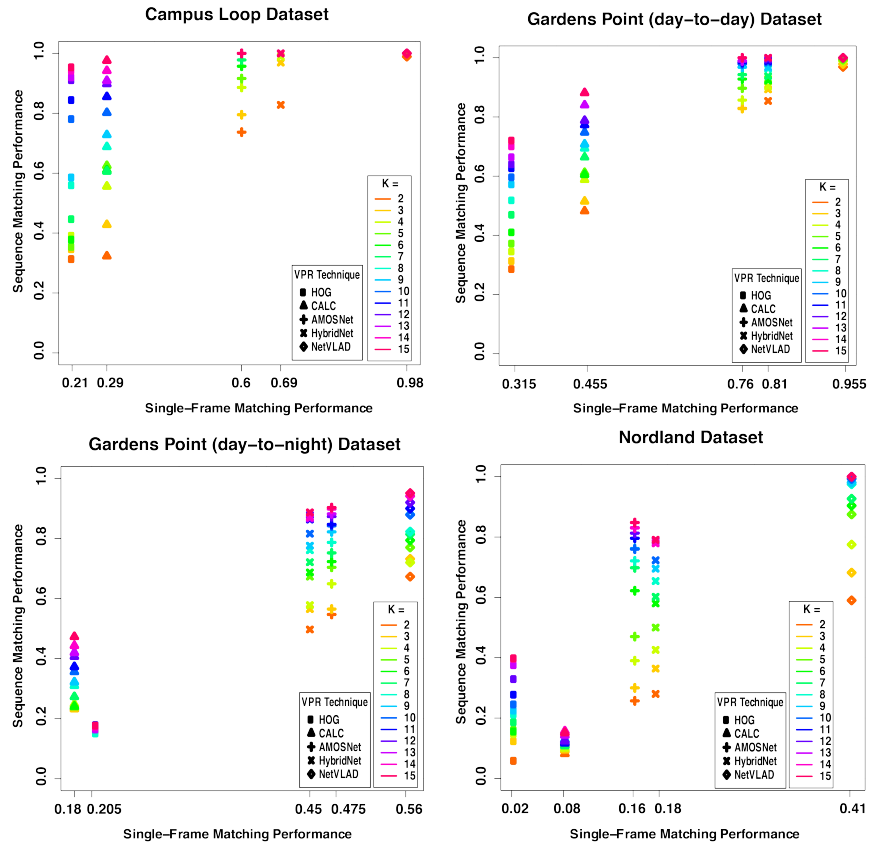 Campus Loop Dataset
Sequence Matching Performance
1.0
0.8
0.6
0.4
0.2
0.0
VPR Technique
HOG
CALC
AMOSNet
HybridNet
NetVLAD
K =
2
3
4
5
6
7
8
9
10
11
12
13
14
15
0.21 0.29 0.6 0.69 0.98
Single-Frame Matching Performance
Gardens Point (day-to-day) Dataset
Sequence Matching Performance
1.0
0.8
0.6
0.4
0.2
0.0
VPR Technique
HOG
CALC
AMOSNet
HybridNet
NetVLAD
K =
2
3
4
5
6
7
8
9
10
11
12
13
14
15
0.315 0.455 0.76 0.81 0.955
Single-Frame Matching Performance
Gardens Point (day-to-night) Dataset
Sequence Matching Performance
1.0
0.8
0.6
0.4
0.2
0.0
VPR Technique
HOG
CALC
AMOSNet
HybridNet
NetVLAD
K =
2
3
4
5
6
7
8
9
10
11
12
13
14
15
0.18 0.205 0.45 0.475 0.56
Single-Frame Matching Performance
Nordland Dataset
Sequence Matching Performance
1.0
0.8
0.6
0.4
0.2
0.0
VPR Technique
HOG
CALC
AMOSNet
HybridNet
NetVLAD
K =
2
3
4
5
6
7
8
9
10
11
12
13
14
15
0.02 0.08 0.16 0.18 0.41
Single-Frame Matching Performance